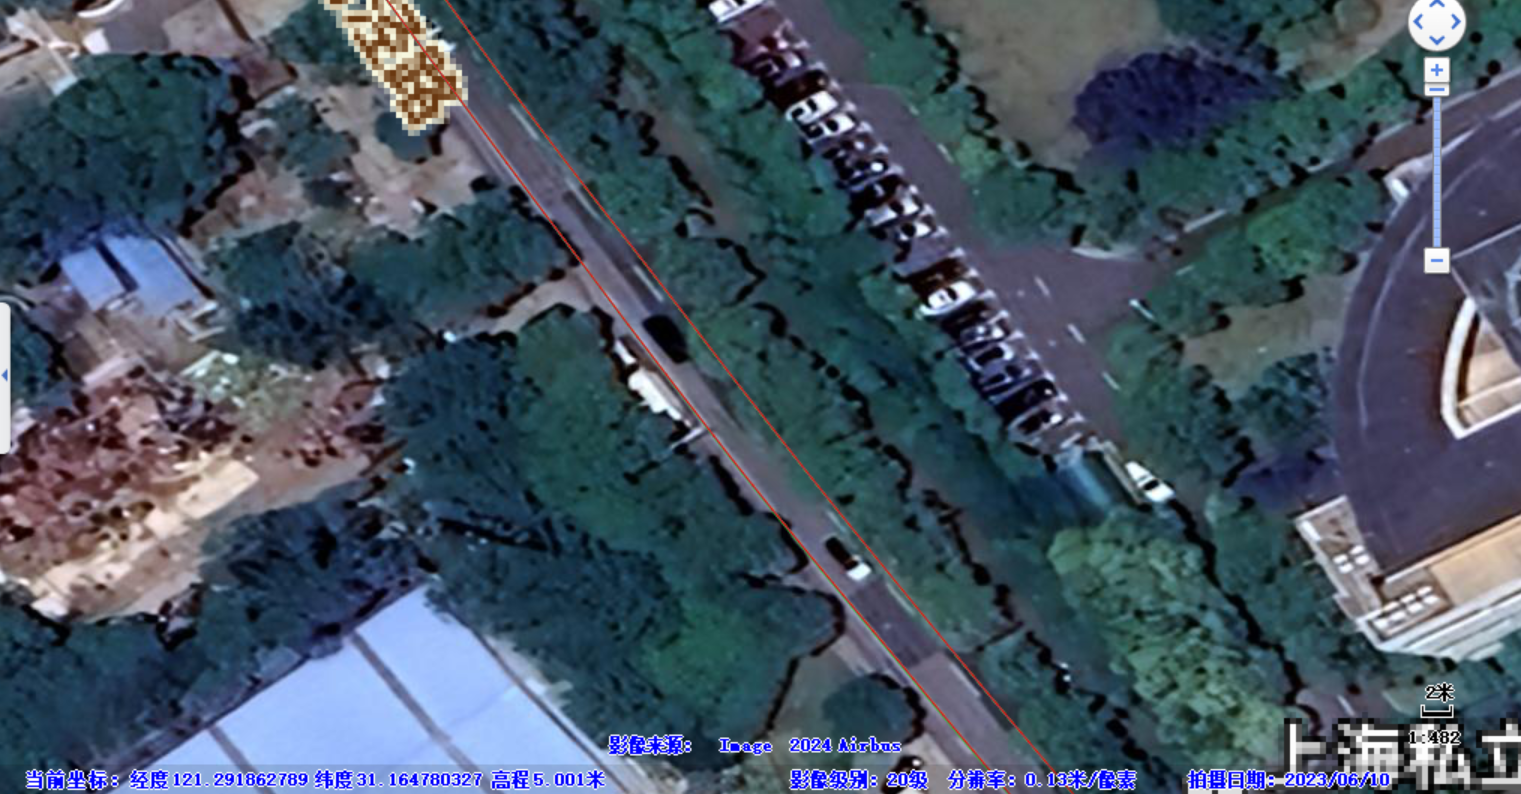 2米
1:482
上海私立
影像来源: Image 2024 Airbus
当前坐标: 经度121.291862789 纬度31.164780327 高程5.001米 影像级别: 20级 分辨率: 0.13米/像素 拍摄日期: 2023/06/10